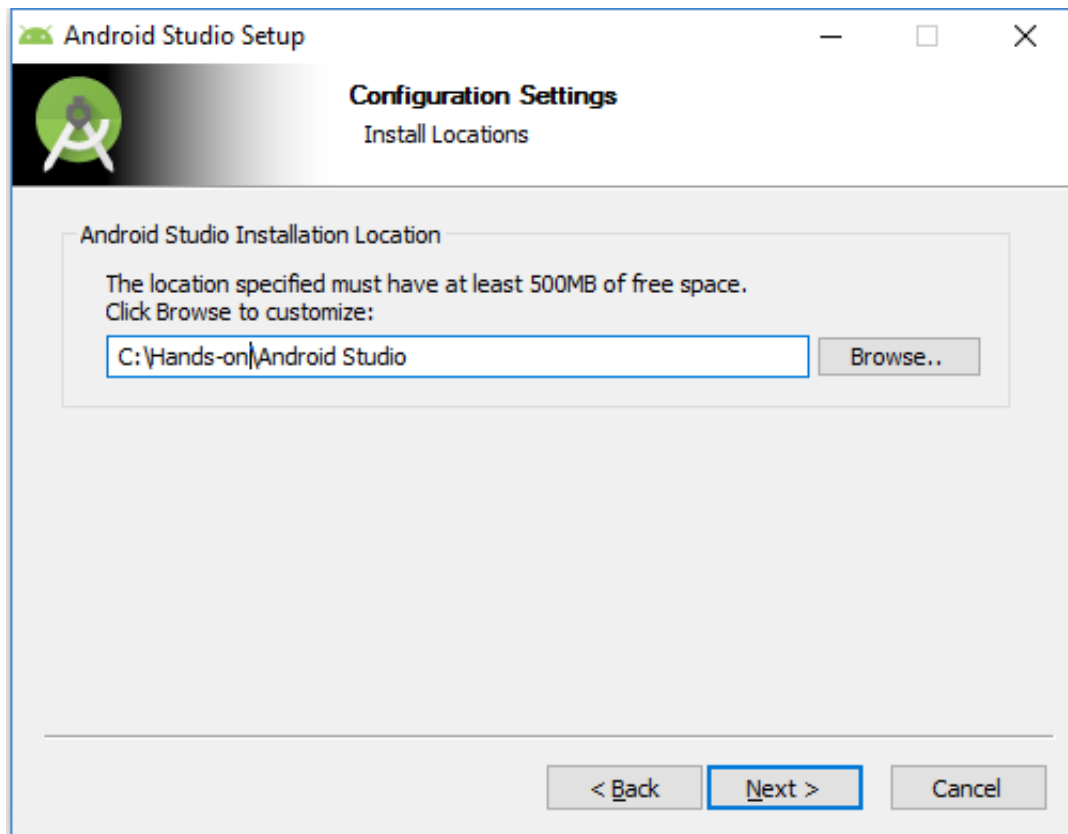 Android Studio Setup
Configuration Settings
Install Locations
Android Studio Installation Location
The location specified must have at least 500MB of free space.
Click Browse to customize:
C:\Hands-on\Android Studio
Browse..
< Back
Next >
Cancel